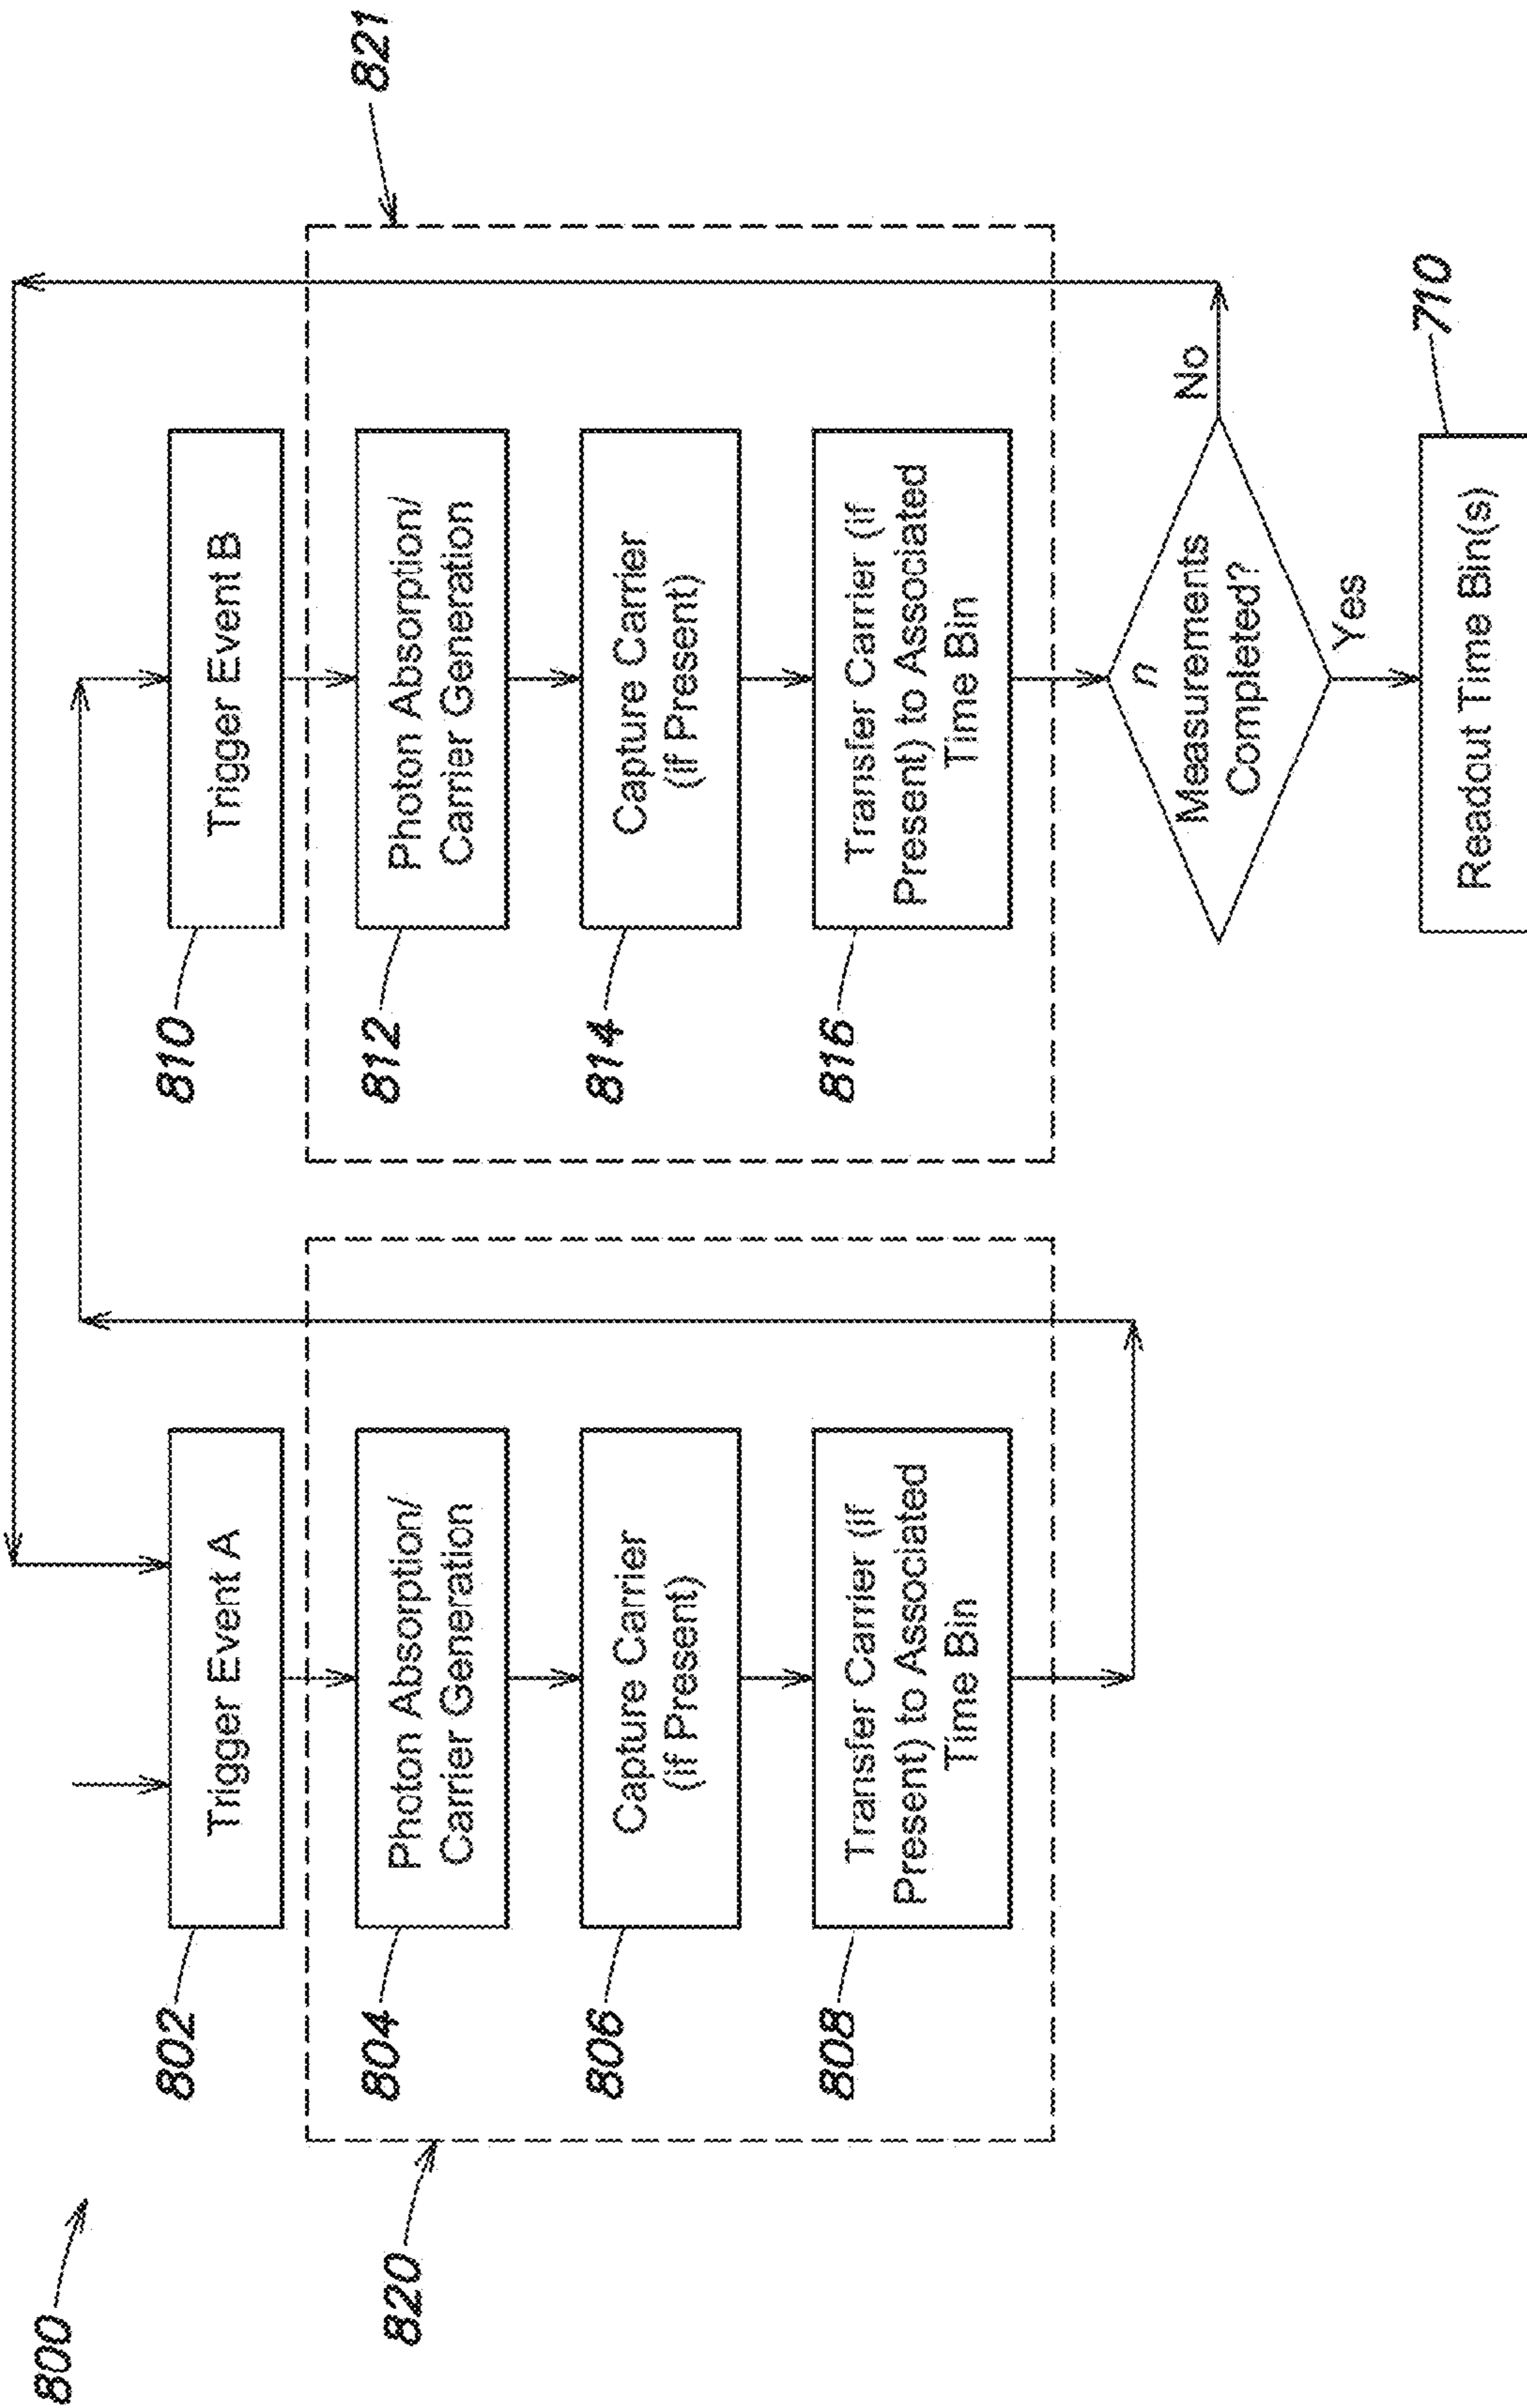 800
802
Trigger Event A
820
804
Photon Absorption/
Carrier Generation
806
Capture Carrier
(if Present)
808
Transfer Carrier (if
Present) to Associated
Time Bin
810
Trigger Event B
821
812
Photon Absorption/
Carrier Generation
814
Capture Carrier
(if Present)
816
Transfer Carrier (if
Present) to Associated
Time Bin
n
Measurements
Completed?
No
Yes
710
Readout Time Bin(s)